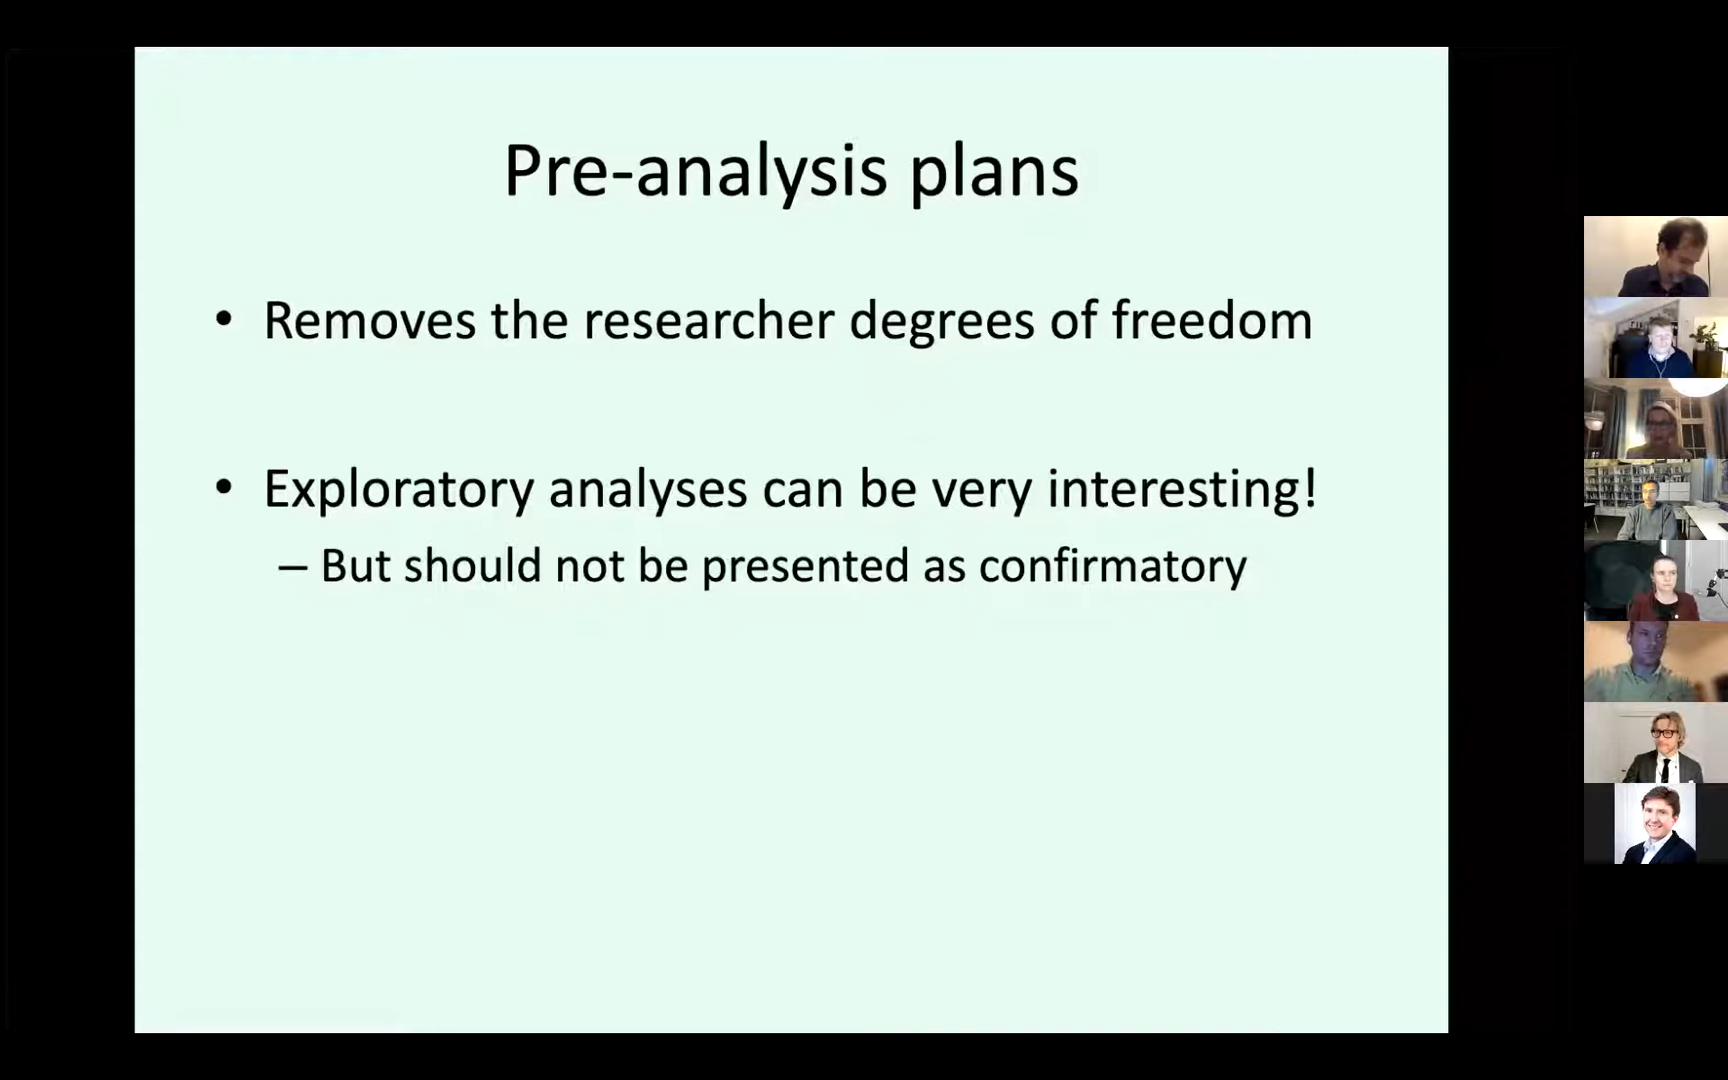 Pre-analysis plans
• Removes the researcher degrees of freedom
• Exploratory analyses can be very interesting!
– But should not be presented as confirmatory